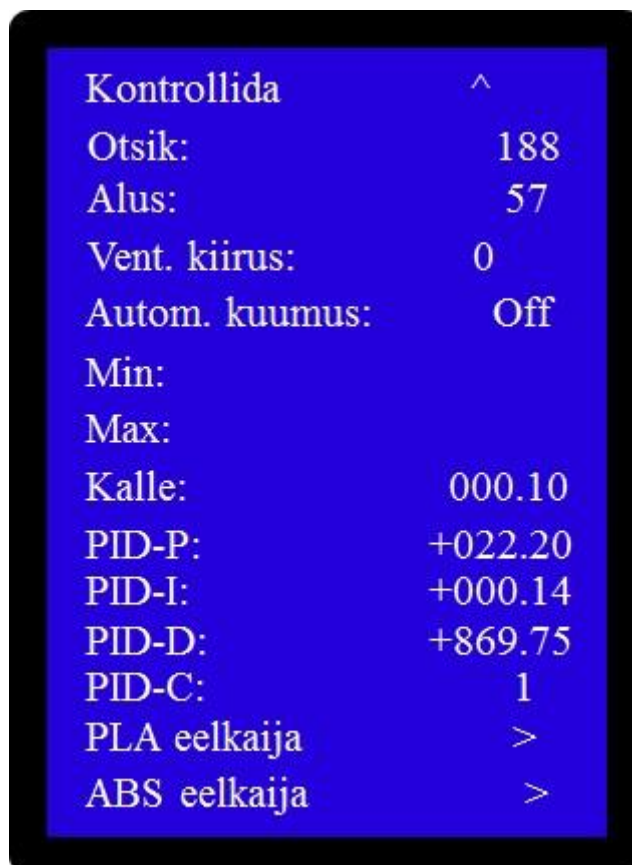 Kontrollida ^
Otsik: 188
Alus: 57
Vent. kiirus: 0
Autom. kuumus: Off
Min:
Max:
Kalle: 000.10
PID-P: +022.20
PID-I: +000.14
PID-D: +869.75
PID-C: 1
PLA eelkaija >
ABS eelkaija >